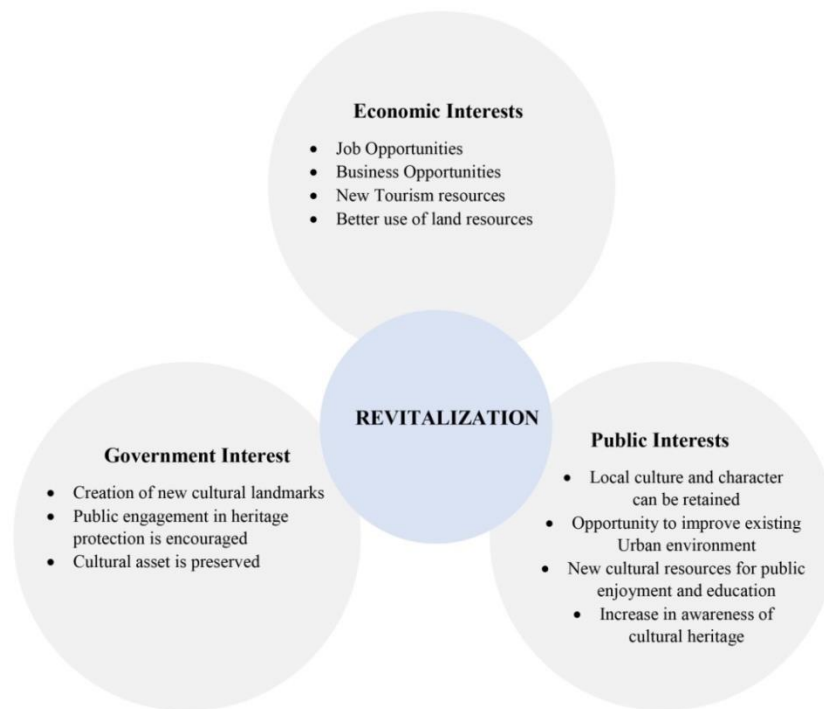 Economic Interests
• Job Opportunities
• Business Opportunities
• New Tourism resources
• Better use of land resources
REVITALIZATION
Government Interest
• Creation of new cultural landmarks
• Public engagement in heritage
protection is encouraged
• Cultural asset is preserved
Public Interests
• Local culture and character
can be retained
• Opportunity to improve existing
Urban environment
• New cultural resources for public
enjoyment and education
• Increase in awareness of
cultural heritage